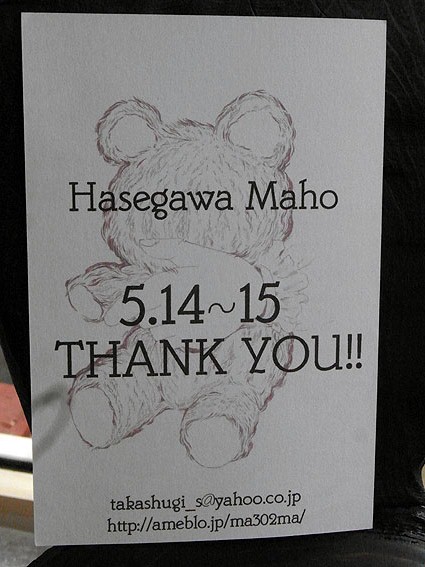 Hasegawa Maho
5.14~15
THANK YOU!!
takashugi_s@yahoo.co.jp
http://ameblo.jp/ma302ma/